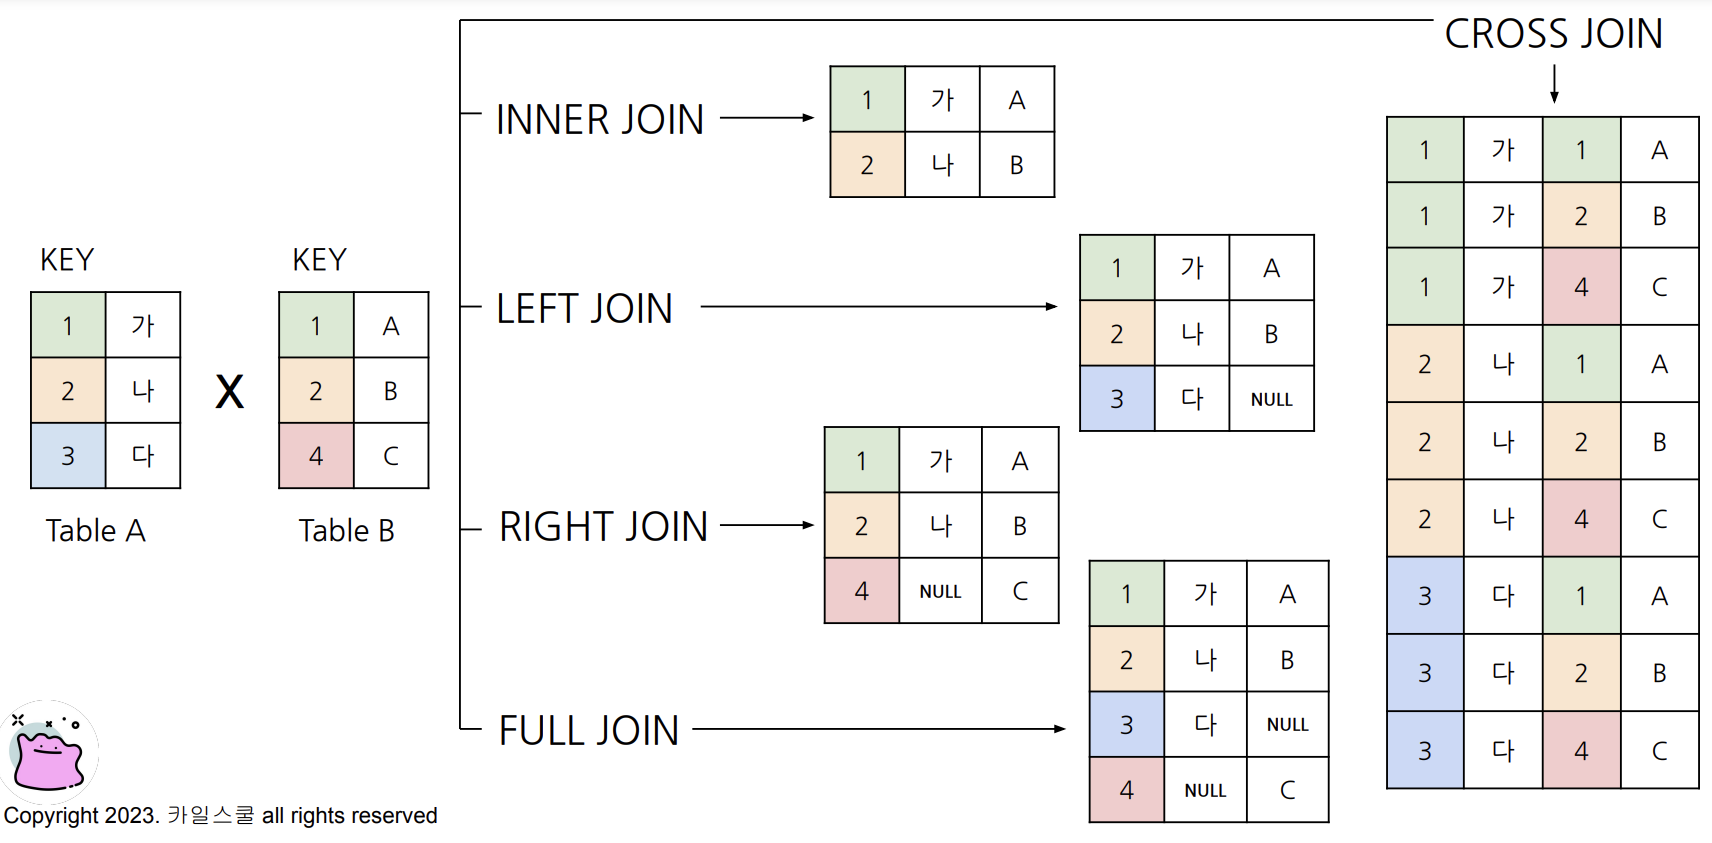 CROSS JOIN
INNER JOIN
1 가 A
2 나 B
LEFT JOIN
1 가 A
2 나 B
3 다 NULL
RIGHT JOIN
1 가 A
2 나 B
4 NULL C
FULL JOIN
1 가 A
2 나 B
3 다 NULL
4 NULL C
KEY
1 가
2 나
3 다
Table A
X
KEY
1 A
2 B
4 C
Table B
1 가 1 A
1 가 2 B
1 가 4 C
2 나 1 A
2 나 2 B
2 나 4 C
3 다 1 A
3 다 2 B
3 다 4 C
Copyright 2023. 카일스쿨 all rights reserved